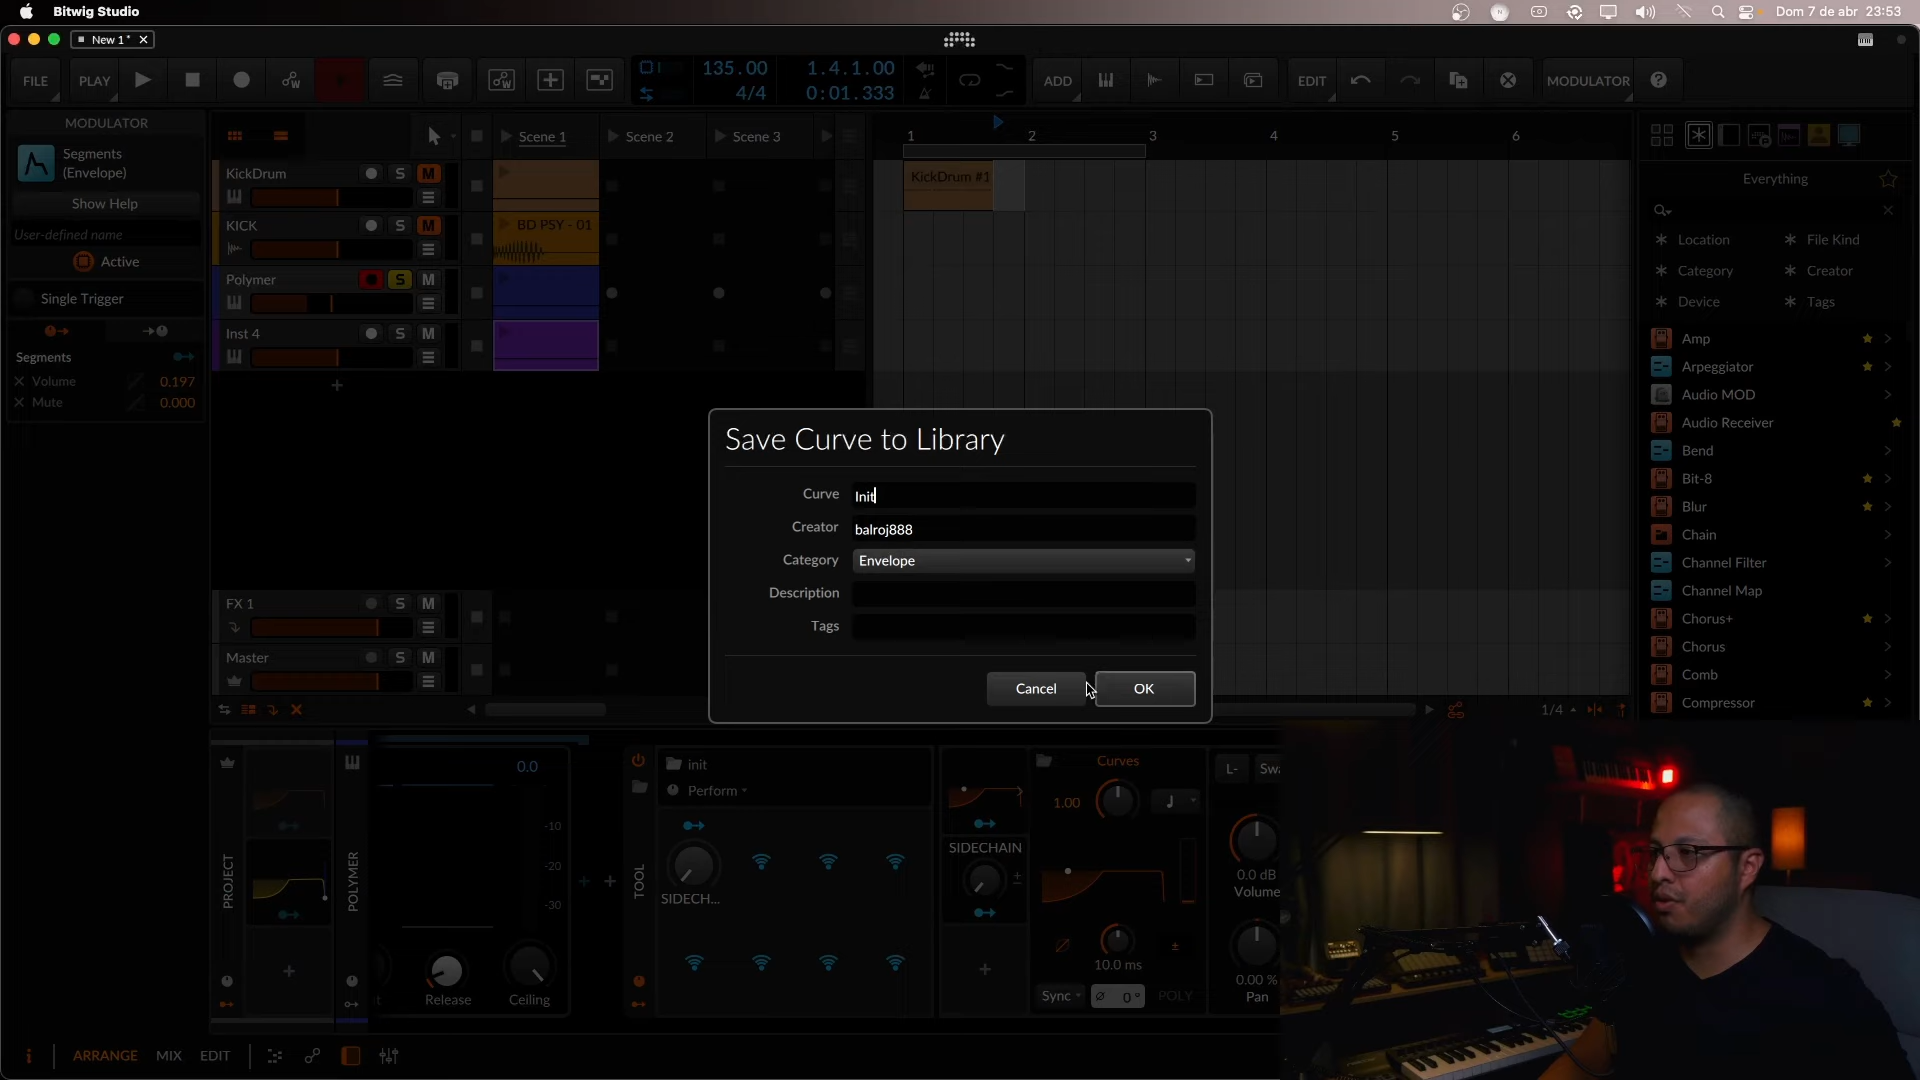 Bitwig Studio
Dom 7 de abr 23:53
New 1*
FILE
PLAY
135.00
4/4
1.4.1.00
0:01.333
ADD
EDIT
MODULATOR
MODULATOR
Segments
(Envelope)
Show Help
User-defined name
Active
Single Trigger
Segments
Volume 0.197
Mute 0.000
Scene 1
Scene 2
Scene 3
KickDrum S M
KICK S M
BD PSY - 01
Polymer S M
Inst 4 S M
FX 1 S M
Master S M
1 2 3 4 5 6
KickDrum #1
1/4
Everything
Location
File Kind
Category
Creator
Device
Tags
Amp
Arpeggiator
Audio MOD
Audio Receiver
Bend
Bit-8
Blur
Chain
Channel Filter
Channel Map
Chorus+
Chorus
Comb
Compressor
Save Curve to Library
Curve Init
Creator balroj888
Category Envelope
Description
Tags
Cancel
OK
PROJECT
POLYMER
0.0
-10
-20
-30
Release
Ceiling
TOOL
init
Perform
SIDECH...
SIDECHAIN
Curves
1.00
10.0 ms
Sync
0°
POLY
L-
0.0 dB
Volume
0.00 %
Pan
ARRANGE
MIX
EDIT